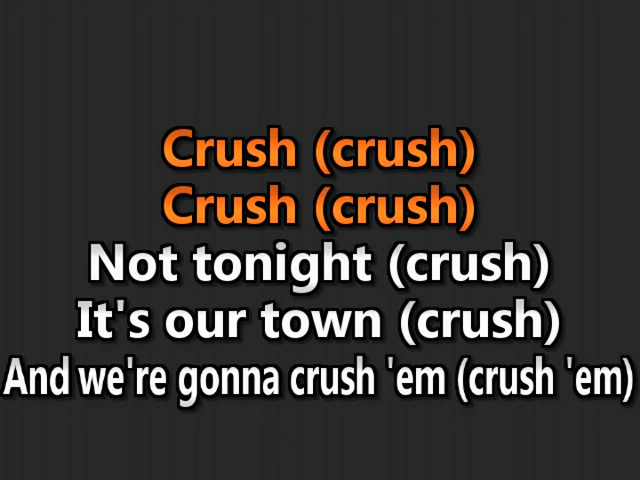 Crush (crush)
Crush (crush)
Not tonight (crush)
It's our town (crush)
And we're gonna crush 'em (crush 'em)